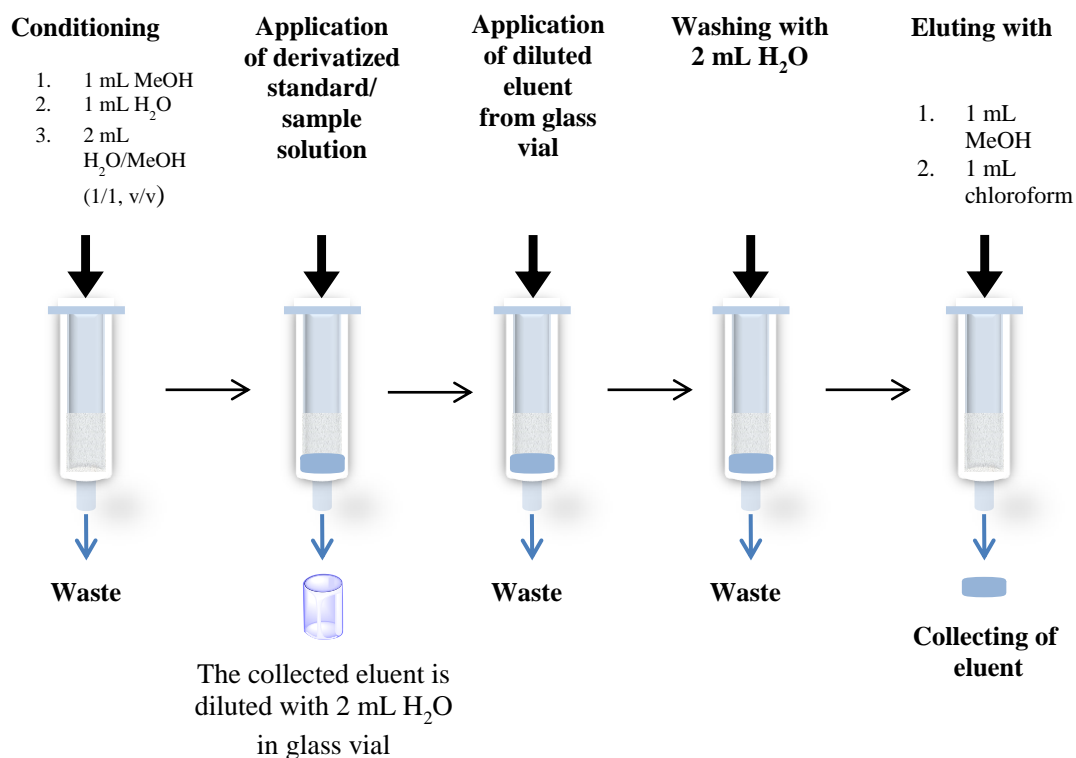 Conditioning
1. 1 mL MeOH
2. 1 mL H₂O
3. 2 mL
H₂O/MeOH
(1/1, v/v)
Application
of derivatized
standard/
sample
solution
Application
of diluted
eluent
from glass
vial
Washing with
2 mL H₂O
Eluting with
1. 1 mL
MeOH
2. 1 mL
chloroform
Waste
The collected eluent is
diluted with 2 mL H₂O
in glass vial
Waste
Waste
Collecting of
eluent